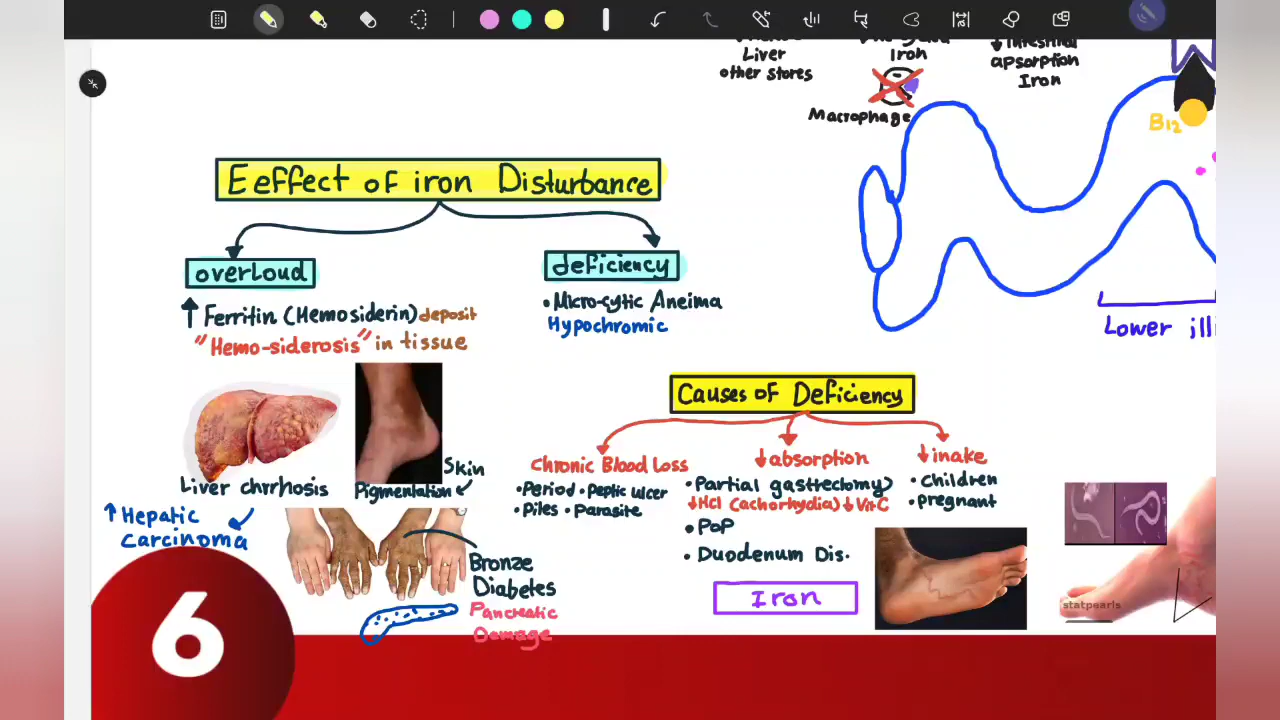 Liver
other stores
Iron
Macrophage
apsorption
Iron
B12
Eeffect of iron Disturbance
overloud
deficiency
↑ Ferritin (Hemosiderin) deposit
"Hemo-siderosis" in tissue
• Micro-cytic Aneima
Hypochromic
Lower illi
Causes of Deficiency
Chronic Blood Loss
• Period • Peptic ulcer
• Piles • Parasite
↓ absorption
• Partial gasttectomy
↓ Hcl (achorhydia) ↓ Vit C
• PoP
• Duodenum Dis.
↓ inake
• Children
• pregnant
Liver chrrhosis
↑ Hepatic
Carcinoma
Skin
Pigmentation
Bronze
Diabetes
Pancreatic
Demage
Iron
statpearls
6